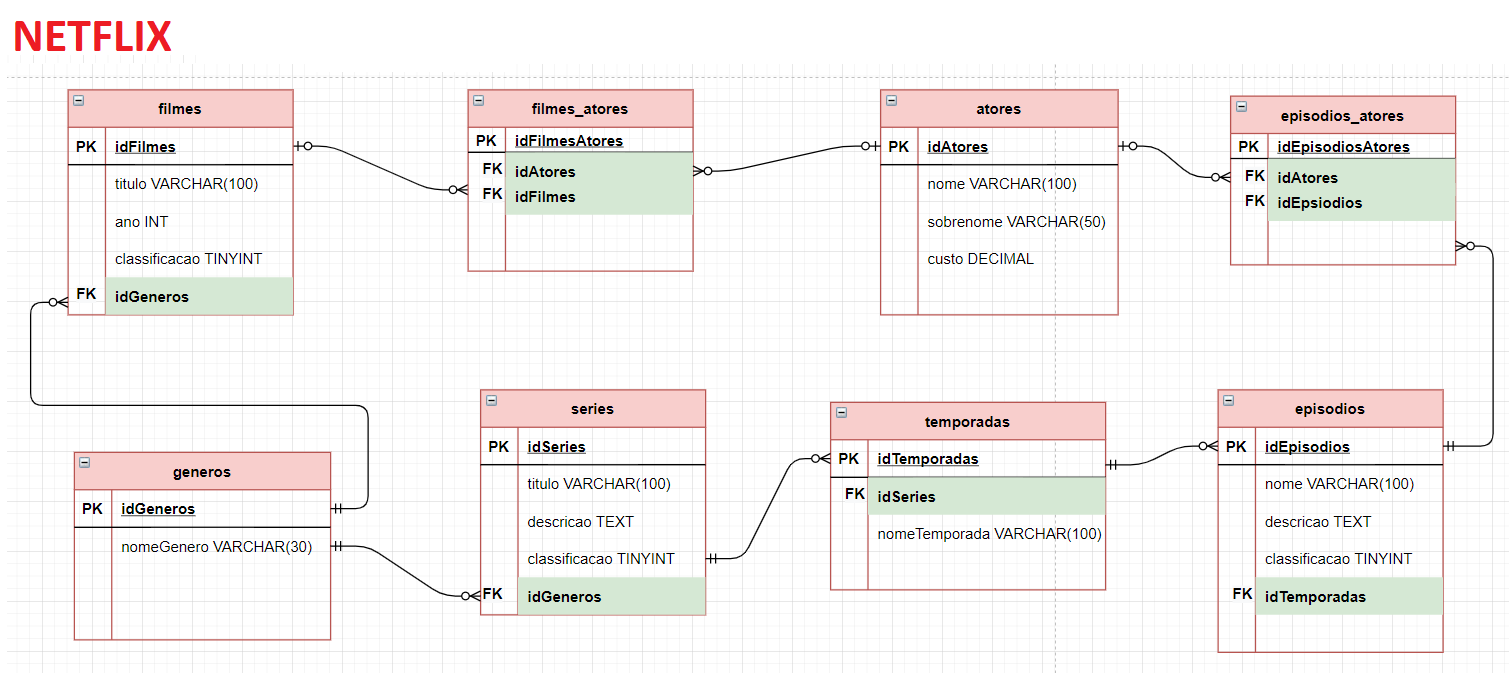 NETFLIX
filmes
PK idFilmes
titulo VARCHAR(100)
ano INT
classificacao TINYINT
FK idGeneros
filmes_atores
PK idFilmesAtores
FK idAtores
FK idFilmes
atores
PK idAtores
nome VARCHAR(100)
sobrenome VARCHAR(50)
custo DECIMAL
episodios_atores
PK idEpisodiosAtores
FK idAtores
FK idEpsiodios
generos
PK idGeneros
nomeGenero VARCHAR(30)
series
PK idSeries
titulo VARCHAR(100)
descricao TEXT
classificacao TINYINT
FK idGeneros
temporadas
PK idTemporadas
FK idSeries
nomeTemporada VARCHAR(100)
episodios
PK idEpisodios
nome VARCHAR(100)
descricao TEXT
classificacao TINYINT
FK idTemporadas